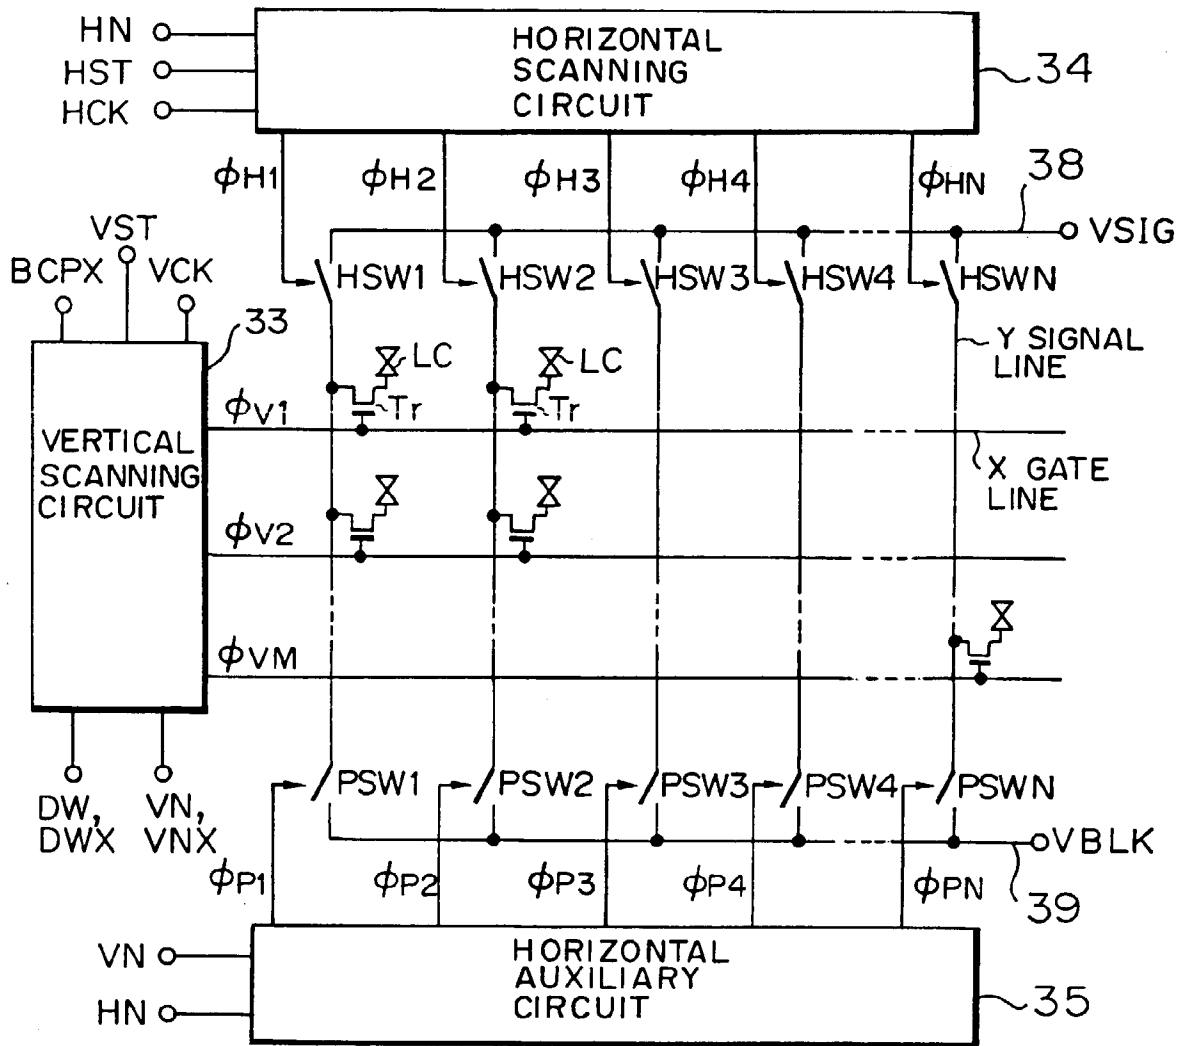 HN
HST
HCK
HORIZONTAL
SCANNING
CIRCUIT
34
ϕH1
ϕH2
ϕH3
ϕH4
ϕHN
38
VSIG
VST
BCPX
VCK
33
HSW1
HSW2
HSW3
HSW4
HSWN
Y SIGNAL
LINE
LC
LC
Tr
Tr
ϕV1
VERTICAL
SCANNING
CIRCUIT
X GATE
LINE
ϕV2
ϕVM
PSW1
PSW2
PSW3
PSW4
PSWN
DW,
DWX
VN,
VNX
VBLK
39
ϕP1
ϕP2
ϕP3
ϕP4
ϕPN
VN
HN
HORIZONTAL
AUXILIARY
CIRCUIT
35